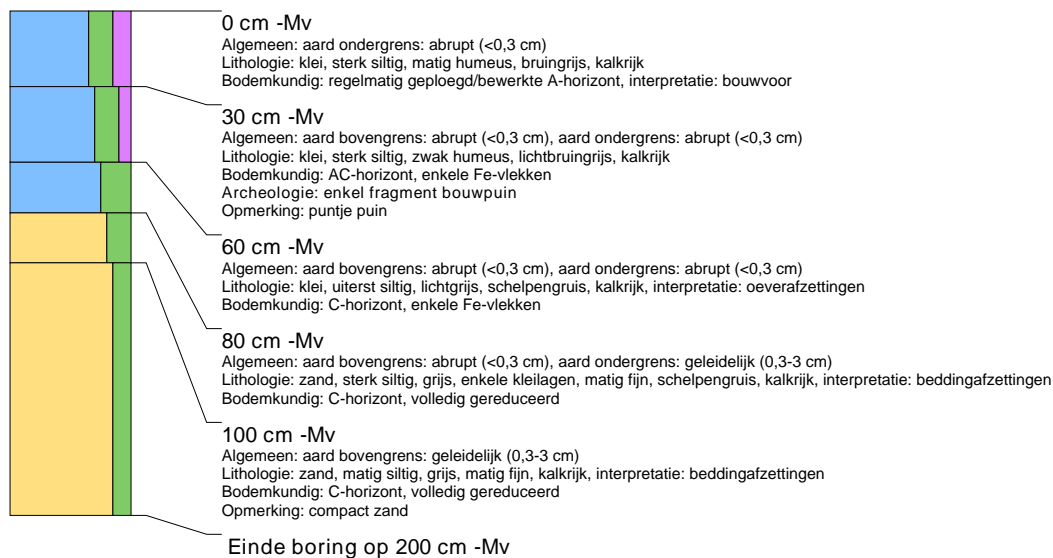 0 cm -Mv
Algemeen: aard ondergrens: abrupt (<0,3 cm)
Lithologie: klei, sterk siltig, matig humeus, bruingrijs, kalkrijk
Bodemkundig: regelmatig geploegd/bewerkte A-horizont, interpretatie: bouwvoor
30 cm -Mv
Algemeen: aard bovengrens: abrupt (<0,3 cm), aard ondergrens: abrupt (<0,3 cm)
Lithologie: klei, sterk siltig, zwak humeus, lichtbruingrijs, kalkrijk
Bodemkundig: AC-horizont, enkele Fe-vlekken
Archeologie: enkel fragment bouwpuin
Opmerking: puntje puin
60 cm -Mv
Algemeen: aard bovengrens: abrupt (<0,3 cm), aard ondergrens: abrupt (<0,3 cm)
Lithologie: klei, uiterst siltig, lichtgrijs, schelpengruis, kalkrijk, interpretatie: oeverafzettingen
Bodemkundig: C-horizont, enkele Fe-vlekken
80 cm -Mv
Algemeen: aard bovengrens: abrupt (<0,3 cm), aard ondergrens: geleidelijk (0,3-3 cm)
Lithologie: zand, sterk siltig, grijs, enkele kleilagen, matig fijn, schelpengruis, kalkrijk, interpretatie: beddingafzettingen
Bodemkundig: C-horizont, volledig gereduceerd
100 cm -Mv
Algemeen: aard bovengrens: geleidelijk (0,3-3 cm)
Lithologie: zand, matig siltig, grijs, matig fijn, kalkrijk, interpretatie: beddingafzettingen
Bodemkundig: C-horizont, volledig gereduceerd
Opmerking: compact zand
Einde boring op 200 cm -Mv